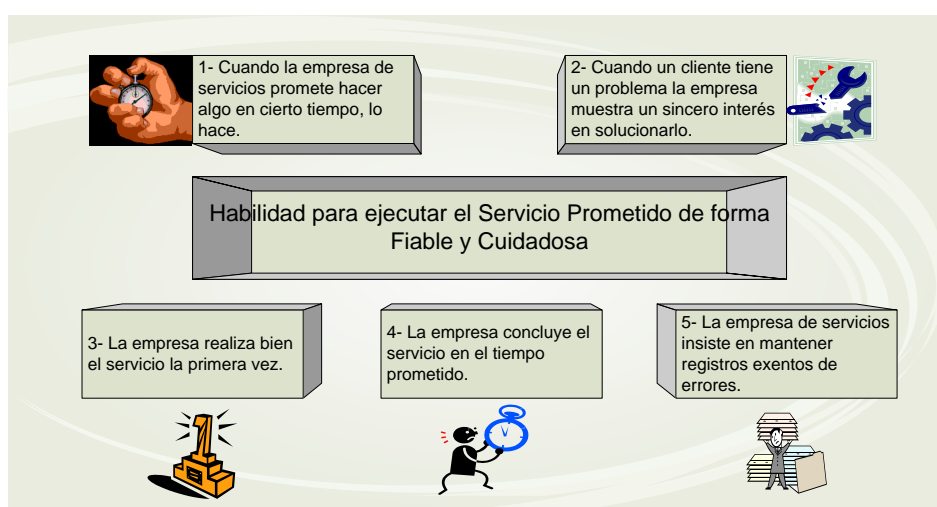 1- Cuando la empresa de
servicios promete hacer
algo en cierto tiempo, lo
hace.
2- Cuando un cliente tiene
un problema la empresa
muestra un sincero interés
en solucionarlo.
Habilidad para ejecutar el Servicio Prometido de forma
Fiable y Cuidadosa
3- La empresa realiza bien
el servicio la primera vez.
4- La empresa concluye el
servicio en el tiempo
prometido.
5- La empresa de servicios
insiste en mantener
registros exentos de
errores.
1